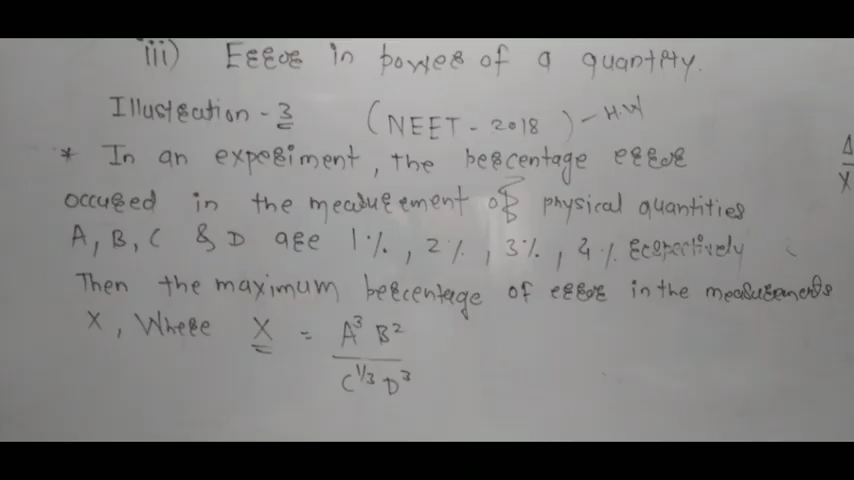 iii) Error in power of a quantity.
Illustration - 3 (NEET - 2018) - H.W
* In an experiment, the percentage error
occured in the measurement of physical quantities
A, B, C & D are 1%, 2%, 3%, 4% respectively
Then the maximum percentage of error in the measurements
X, Where X = A³ B² / C^1/3 D³
Δ
X